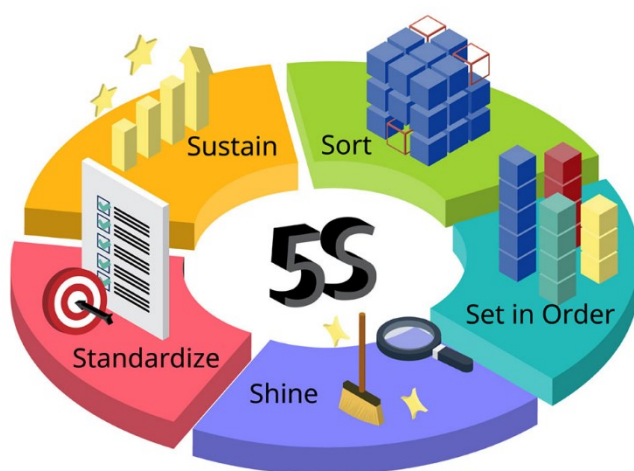 Sustain
Sort
5S
Set in Order
Standardize
Shine